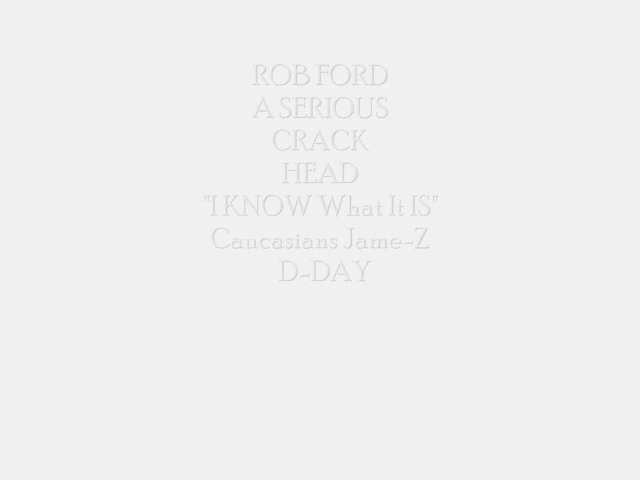 ROB FORD
A SERIOUS
CRACK
HEAD
"I KNOW What It IS"
Caucasians Jame-Z
D-DAY